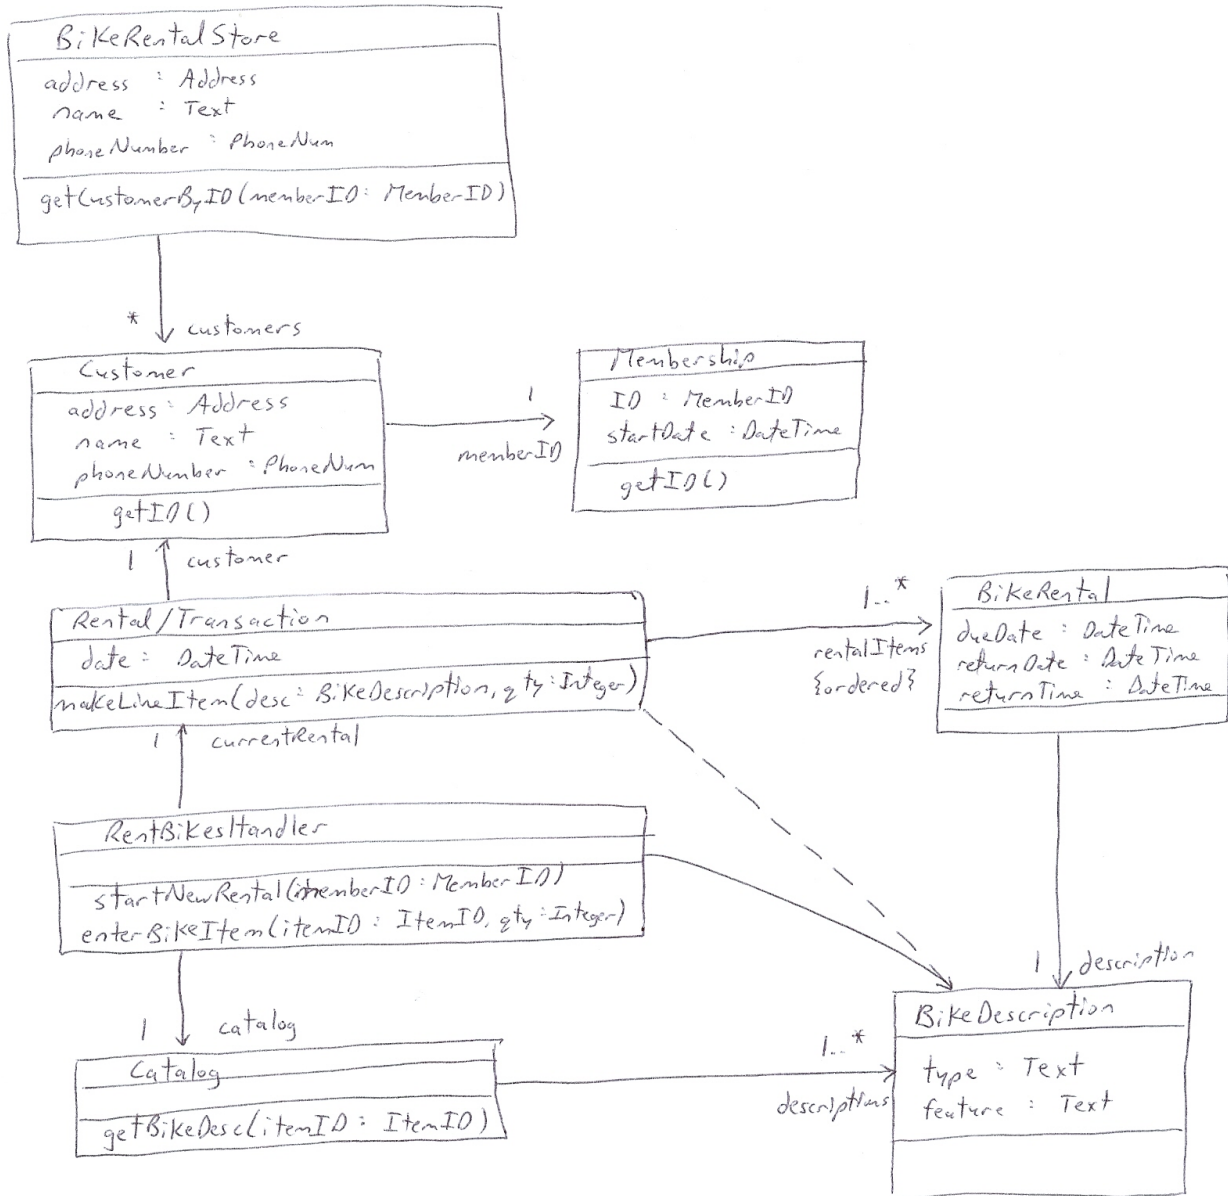 BikeRentalStore
address : Address
name : Text
phoneNumber : PhoneNum
getCustomerByID(memberID: MemberID)
* customers
Customer
address : Address
name : Text
phoneNumber : PhoneNum
getID()
1
memberID
Membership
ID : MemberID
startDate : DateTime
getID()
1 customer
Rental/Transaction
date : DateTime
makeLineItem(desc: BikeDescription, qty: Integer)
1..*
rentalItems
{ordered}
BikeRental
dueDate : DateTime
returnDate : DateTime
returnTime : DateTime
1 currentRental
RentBikesHandler
startNewRental(memberID: MemberID)
enterBikeItem(itemID: ItemID, qty: Integer)
1 description
1 catalog
Catalog
getBikeDesc(itemID: ItemID)
1..*
descriptions
BikeDescription
type : Text
feature : Text